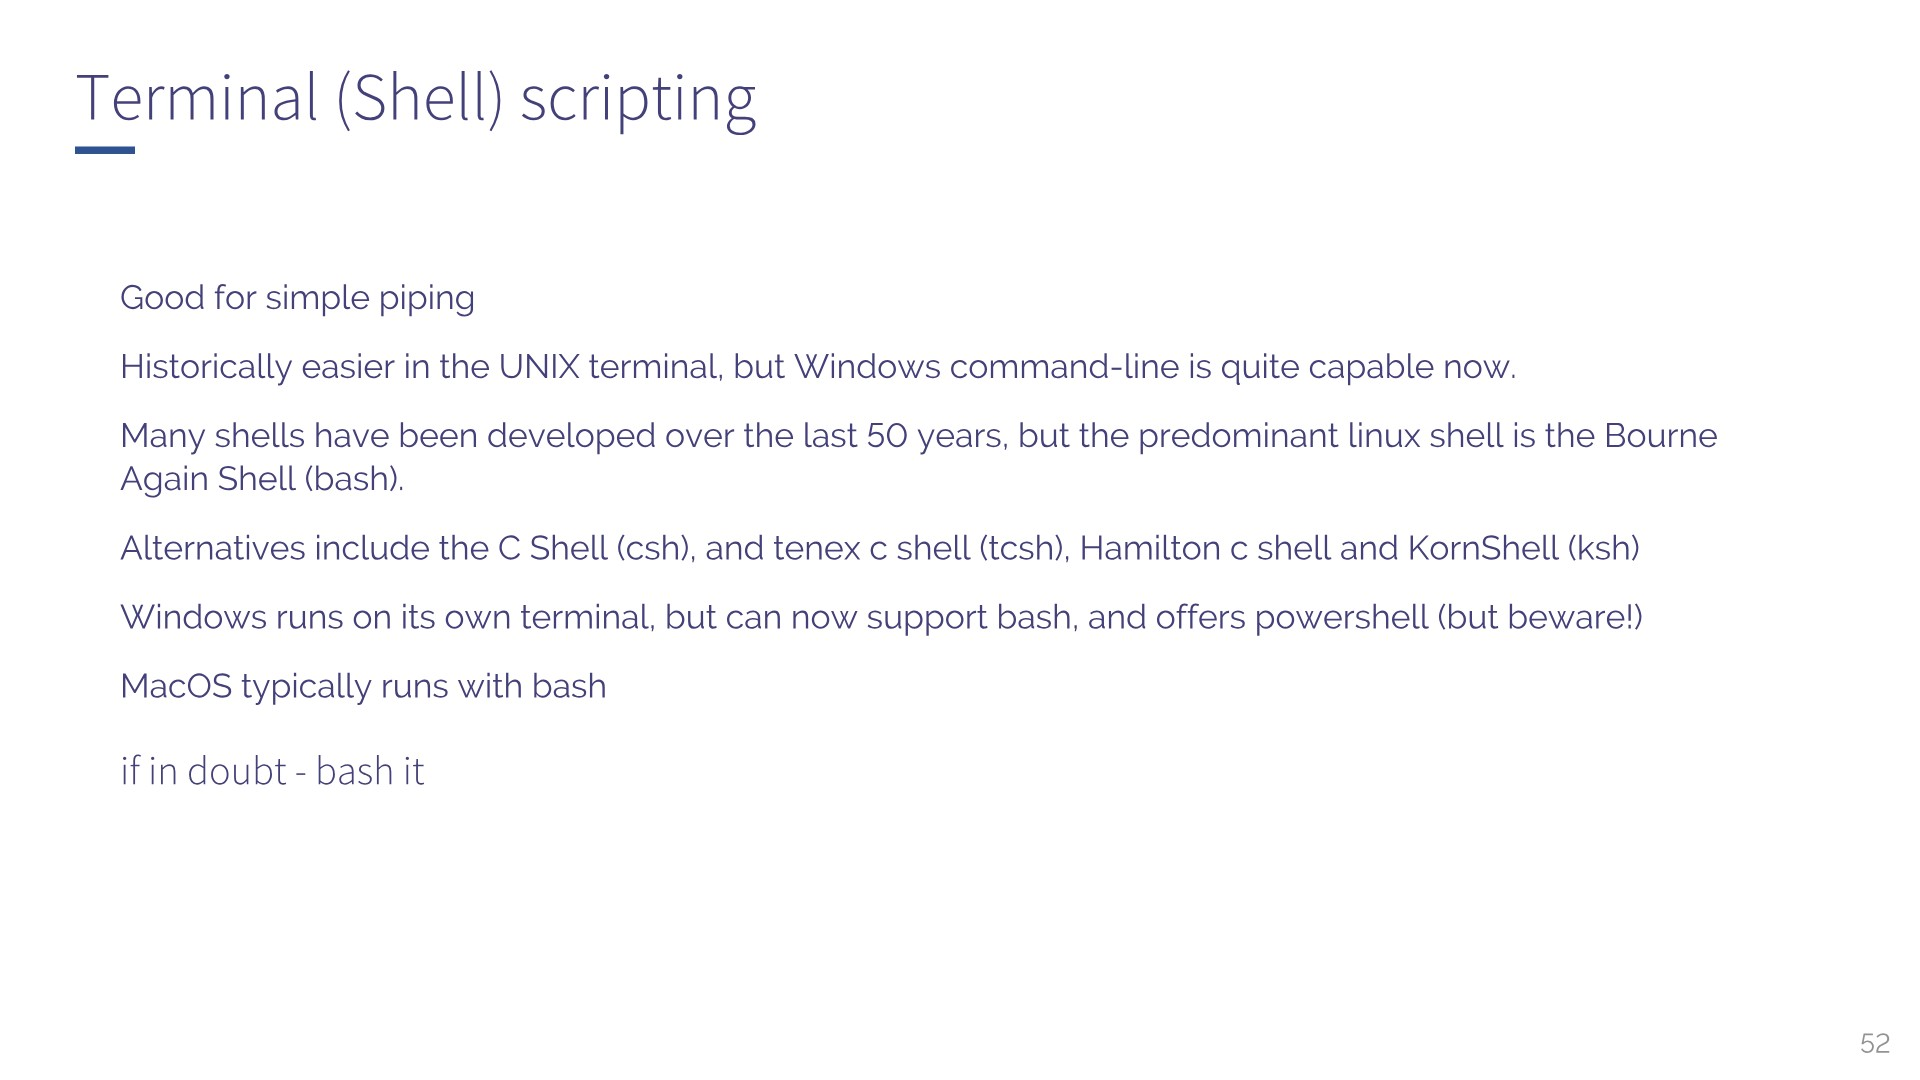 Terminal (Shell) scripting
Good for simple piping
Historically easier in the UNIX terminal, but Windows command-line is quite capable now.
Many shells have been developed over the last 50 years, but the predominant linux shell is the Bourne
Again Shell (bash).
Alternatives include the C Shell (csh), and tenex c shell (tcsh), Hamilton c shell and KornShell (ksh)
Windows runs on its own terminal, but can now support bash, and offers powershell (but beware!)
MacOS typically runs with bash
if in doubt - bash it
52